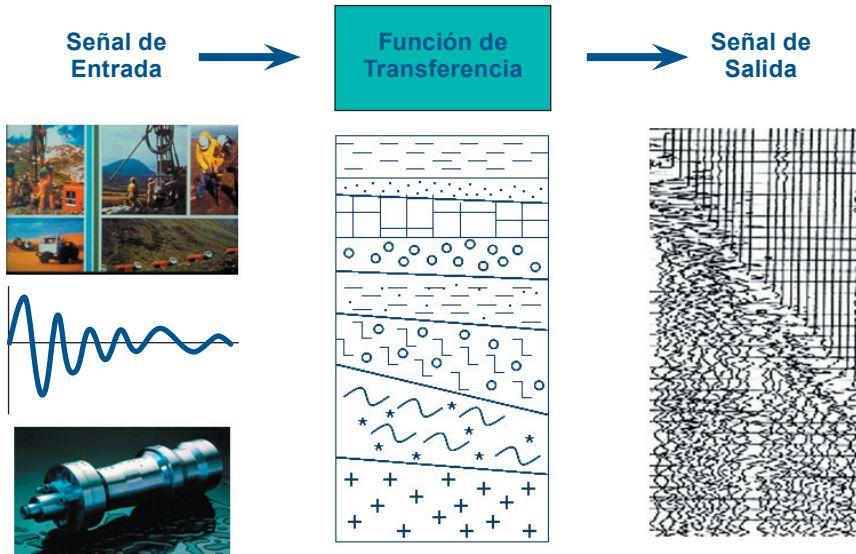 Señal de
Entrada
Función de
Transferencia
Señal de
Salida